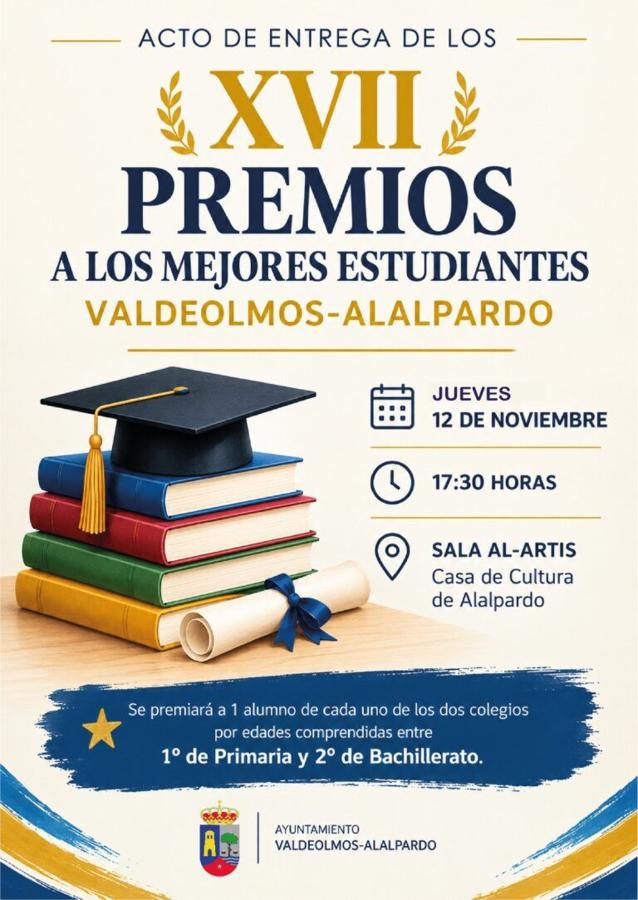 ACTO DE ENTREGA DE LOS
XVII
PREMIOS
A LOS MEJORES ESTUDIANTES
VALDEOLMOS-ALALPARDO
JUEVES
12 DE NOVIEMBRE
17:30 HORAS
SALA AL-ARTIS
Casa de Cultura
de Alalpardo
Se premiará a 1 alumno de cada uno de los dos colegios
por edades comprendidas entre
1º de Primaria y 2º de Bachillerato.
AYUNTAMIENTO
VALDEOLMOS-ALALPARDO